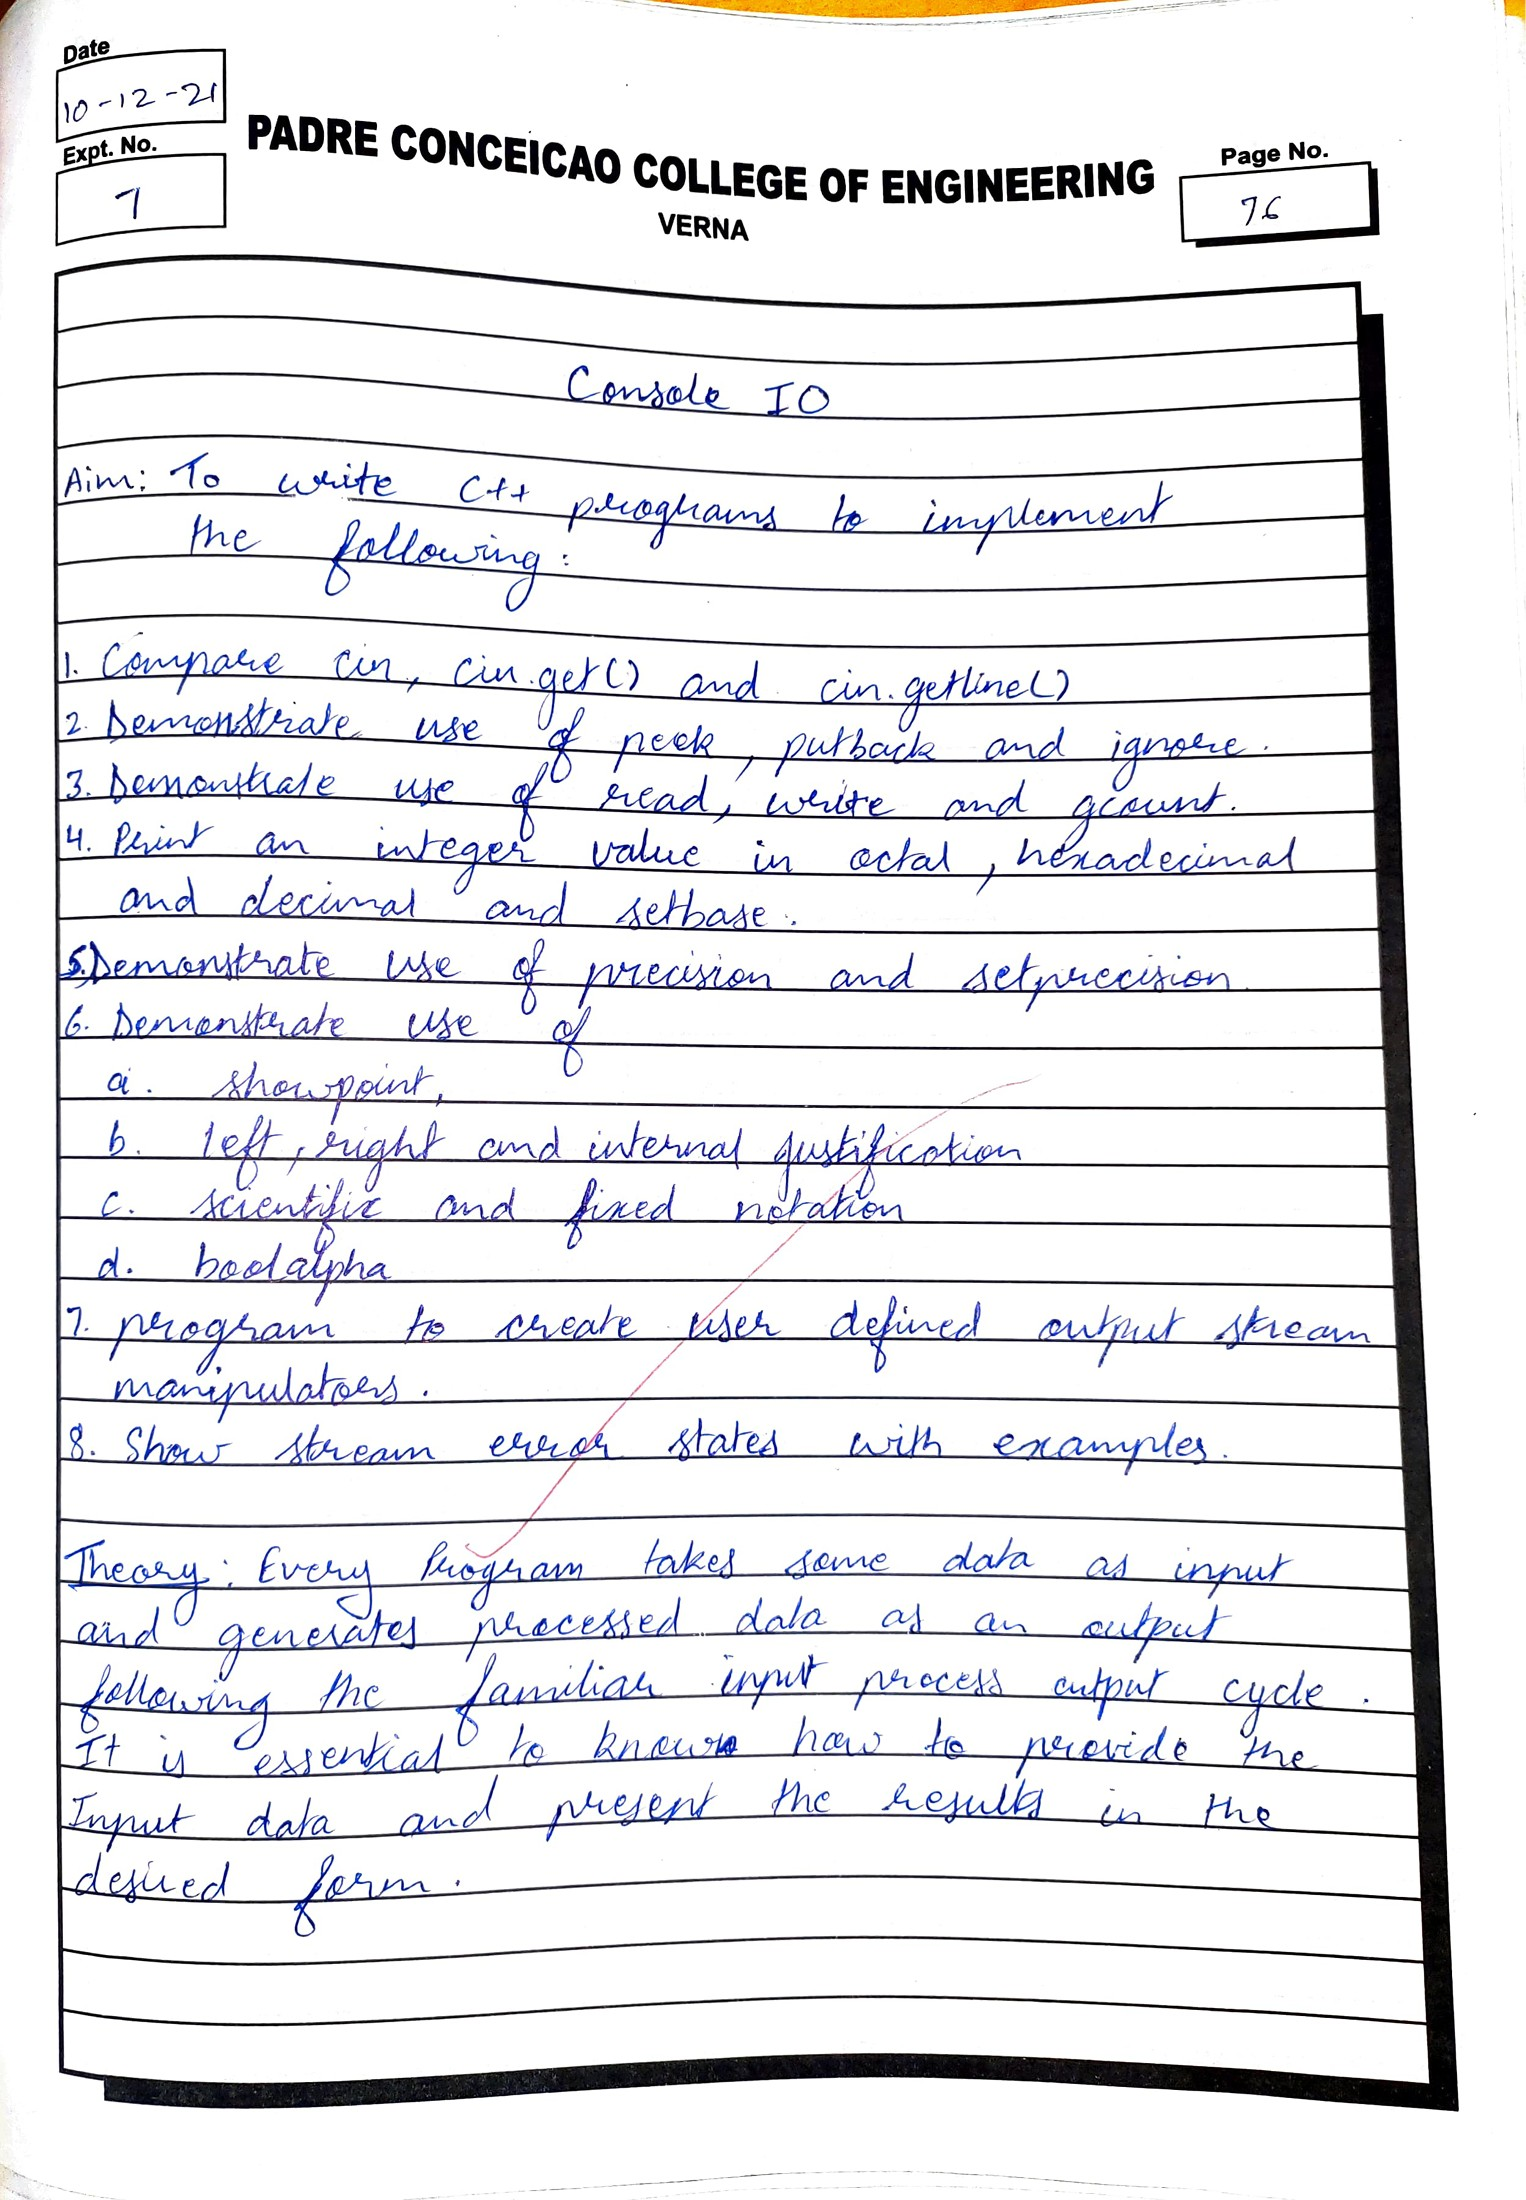 Date
10-12-21
Expt. No.
7
PADRE CONCEICAO COLLEGE OF ENGINEERING
VERNA
Page No.
76
Console IO
Aim: To write C++ programs to implement
the following:
1. Compare cin, cin.get() and cin.getline()
2. Demonstrate use of peek, putback and ignore.
3. Demonstrate use of read, write and gcount.
4. Print an integer value in octal, hexadecimal
and decimal and setbase.
5. Demonstrate use of precision and setprecision
6. Demonstrate use of
a. showpoint,
b. left, right and internal justification
c. scientific and fixed notation
d. boolalpha
7. program to create user defined output stream
manipulators.
8. Show stream error states with examples.
Theory: Every Program takes some data as input
and generates processed data as an output
following the familiar input process output cycle.
It is essential to know how to provide the
Input data and present the results in the
desired form.